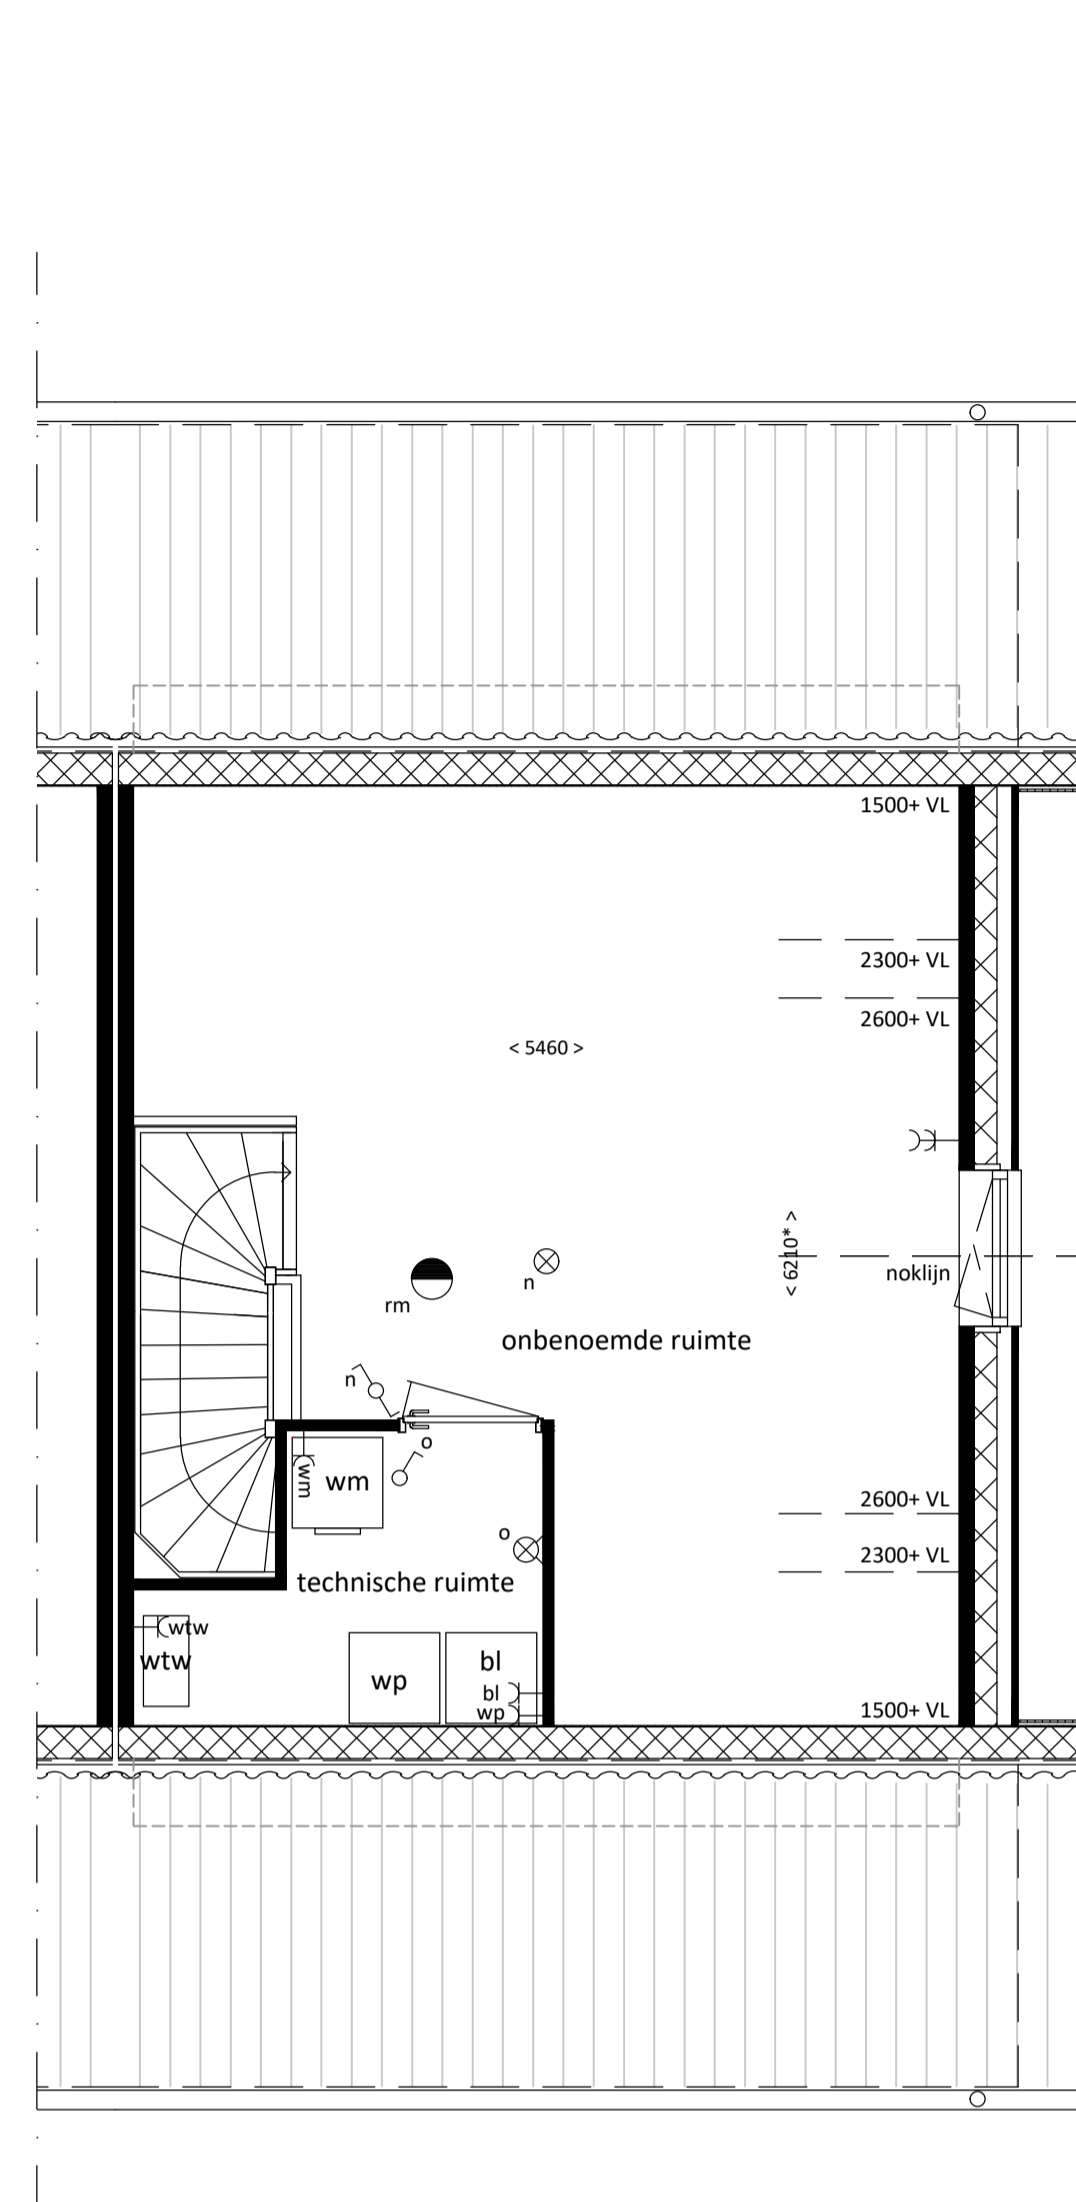 1500+ VL
2300+ VL
2600+ VL
< 5460 >
< 6210* >
noklijn
n
rm
onbenoemde ruimte
n
o
wm
wm
o
2600+ VL
2300+ VL
technische ruimte
wtw
wtw
wp
bl
bl
wp
1500+ VL